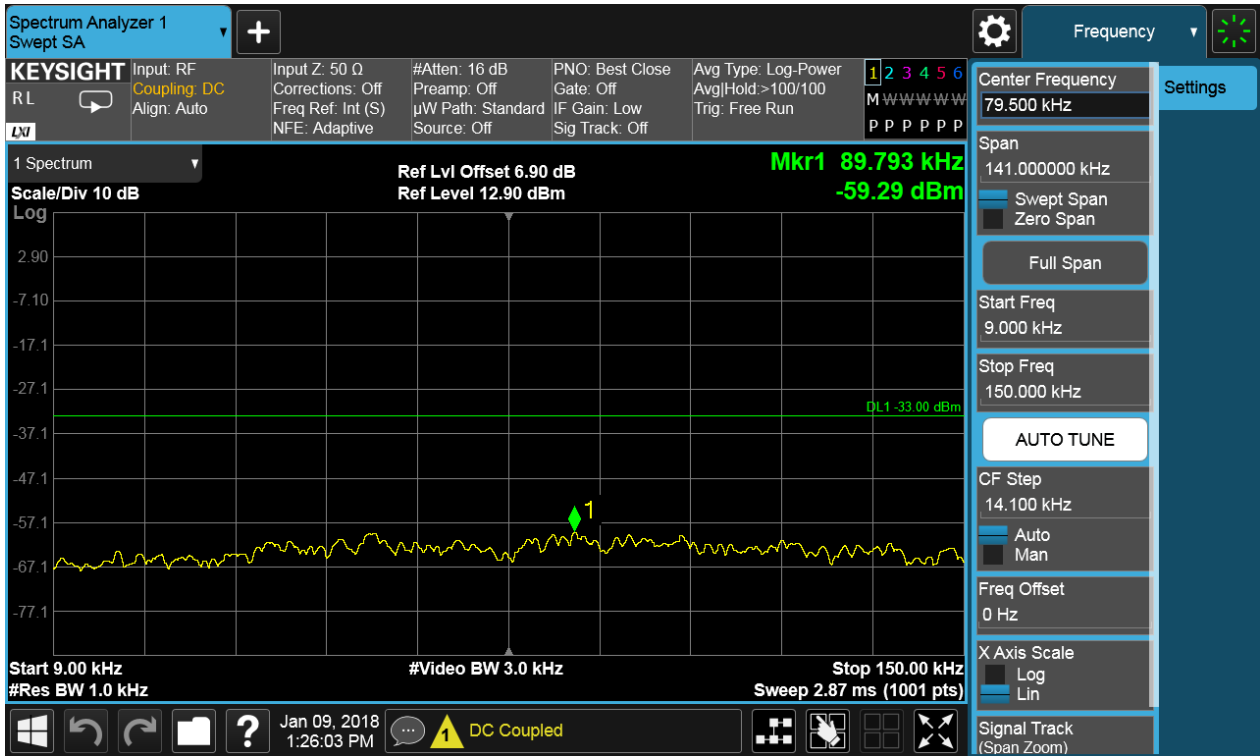 Spectrum Analyzer 1
Swept SA
+
Frequency
KEYSIGHT
RL
LXI
Input: RF
Coupling: DC
Align: Auto
Input Z: 50 Ω
Corrections: Off
Freq Ref: Int (S)
NFE: Adaptive
#Atten: 16 dB
Preamp: Off
µW Path: Standard
Source: Off
PNO: Best Close
Gate: Off
IF Gain: Low
Sig Track: Off
Avg Type: Log-Power
Avg|Hold:>100/100
Trig: Free Run
1 2 3 4 5 6
M W W W W W
P P P P P P
1 Spectrum
Scale/Div 10 dB
Ref Lvl Offset 6.90 dB
Ref Level 12.90 dBm
Mkr1 89.793 kHz
-59.29 dBm
Log
2.90
-7.10
-17.1
-27.1
DL1 -33.00 dBm
-37.1
-47.1
1
-57.1
-67.1
-77.1
Start 9.00 kHz
#Video BW 3.0 kHz
Stop 150.00 kHz
#Res BW 1.0 kHz
Sweep 2.87 ms (1001 pts)
Center Frequency
79.500 kHz
Span
141.000000 kHz
Swept Span
Zero Span
Full Span
Start Freq
9.000 kHz
Stop Freq
150.000 kHz
AUTO TUNE
CF Step
14.100 kHz
Auto
Man
Freq Offset
0 Hz
X Axis Scale
Log
Lin
Signal Track
(Span Zoom)
Settings
?
Jan 09, 2018
1:26:03 PM
1
DC Coupled